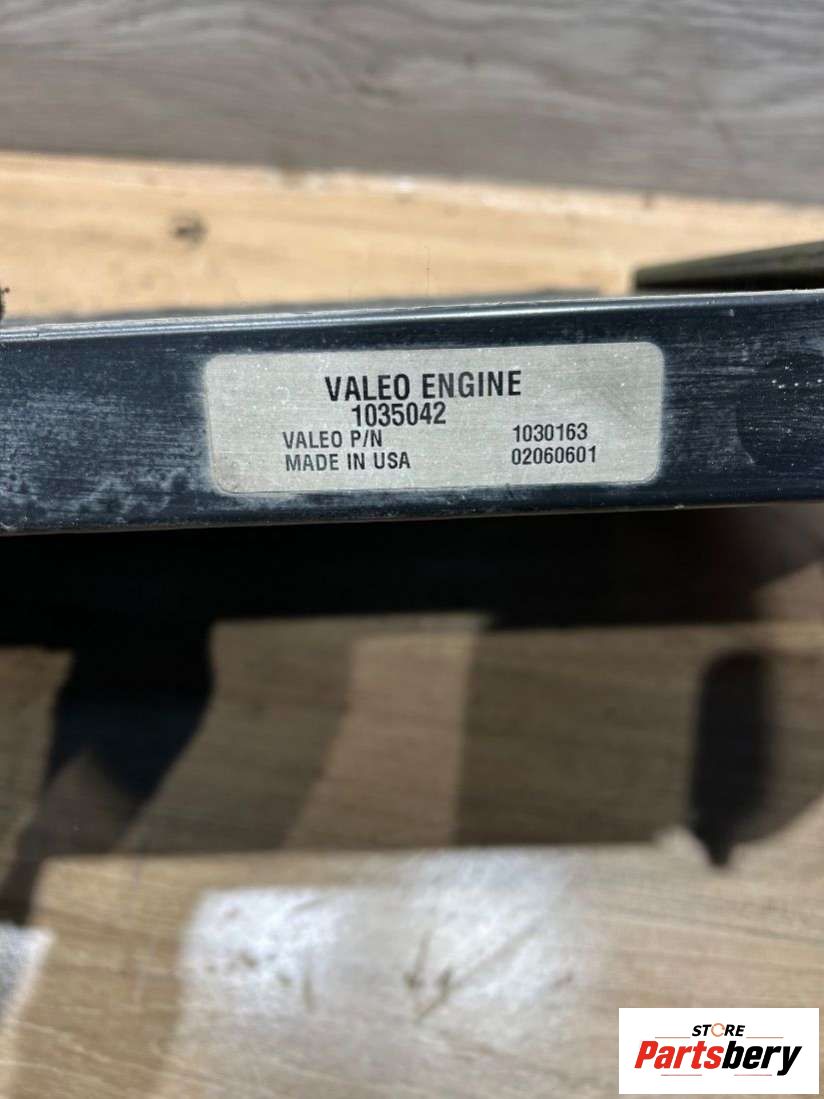 VALEO ENGINE
1035042
VALEO P/N 1030163
MADE IN USA 02060601
STORE
Partsbery